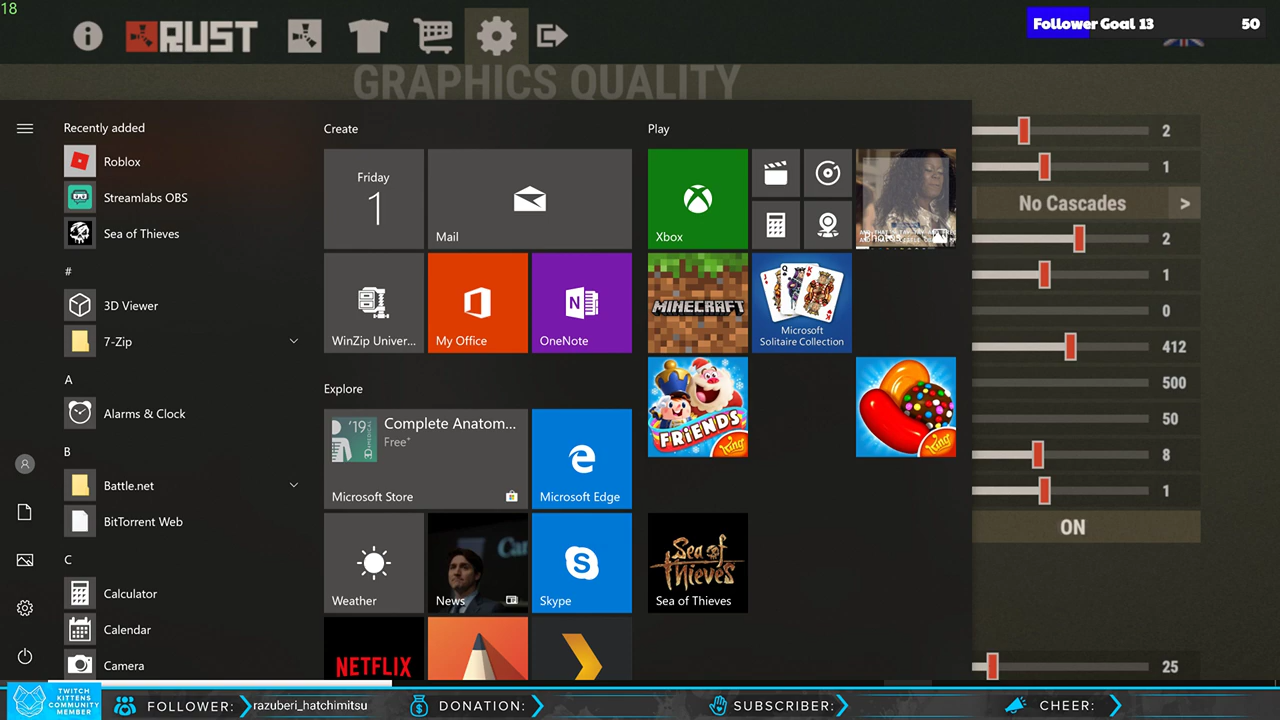 18
RUST
Follower Goal 13
50
GRAPHICS QUALITY
Recently added
Roblox
Streamlabs OBS
Sea of Thieves
#
3D Viewer
7-Zip
A
Alarms & Clock
B
Battle.net
BitTorrent Web
C
Calculator
Calendar
Camera
Create
Friday
1
Mail
WinZip Univer...
My Office
OneNote
Explore
'19
Complete Anatom...
Free*
Microsoft Store
Microsoft Edge
Weather
News
Skype
NETFLIX
Play
Xbox
Photos
MINECRAFT
Microsoft
Solitaire Collection
FRIENDS
King
King
Sea of
Thieves
Sea of Thieves
2
1
No Cascades >
2
1
0
412
500
50
8
1
ON
25
TWITCH
KITTENS
COMMUNITY
MEMBER
FOLLOWER:
razuberi_hatchimitsu
DONATION:
SUBSCRIBER:
CHEER: